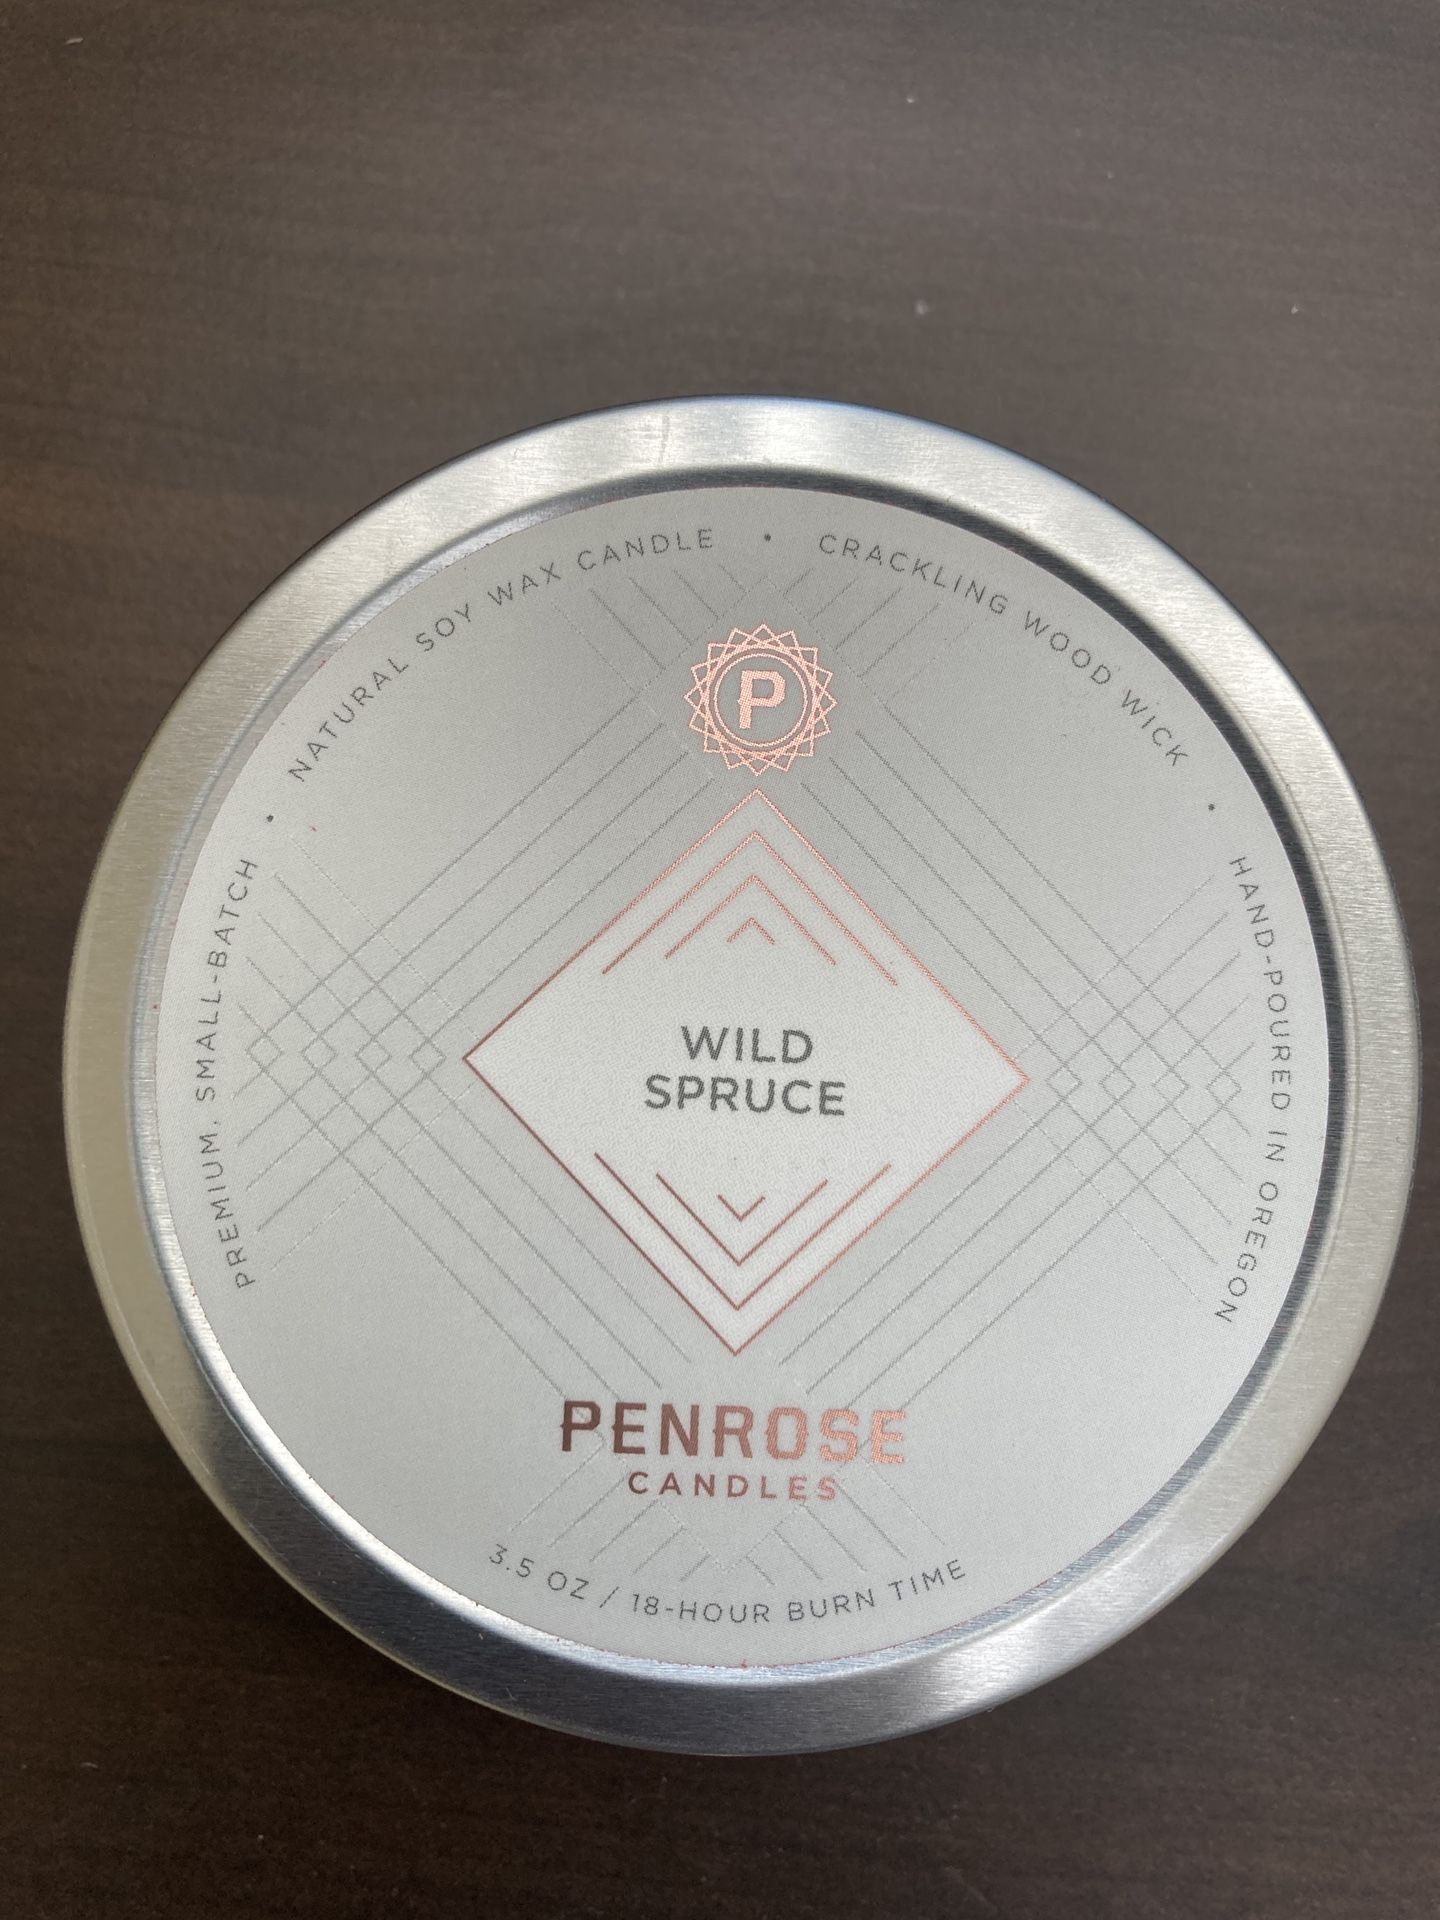 PREMIUM, SMALL-BATCH • NATURAL SOY WAX CANDLE • CRACKLING WOOD WICK • HAND-POURED IN OREGON
P
WILD
SPRUCE
PENROSE
CANDLES
3.5 OZ / 18-HOUR BURN TIME